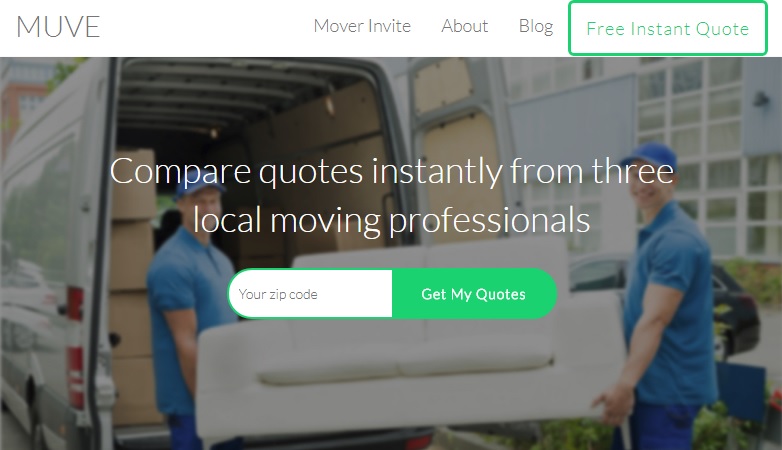 MUVE
Mover Invite
About
Blog
Free Instant Quote
Compare quotes instantly from three
local moving professionals
Your zip code
Get My Quotes